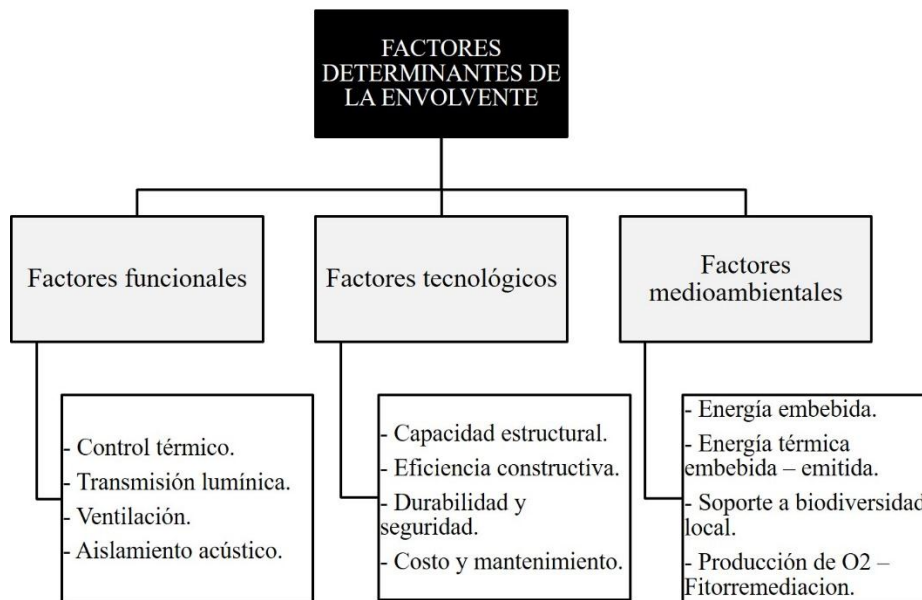 FACTORES
DETERMINANTES DE
LA ENVOLVENTE
Factores funcionales
Factores tecnológicos
Factores
medioambientales
- Control térmico.
- Transmisión lumínica.
- Ventilación.
- Aislamiento acústico.
- Capacidad estructural.
- Eficiencia constructiva.
- Durabilidad y
seguridad.
- Costo y mantenimiento.
- Energía embebida.
- Energía térmica
embebida – emitida.
- Soporte a biodiversidad
local.
- Producción de O2 –
Fitorremediacion.